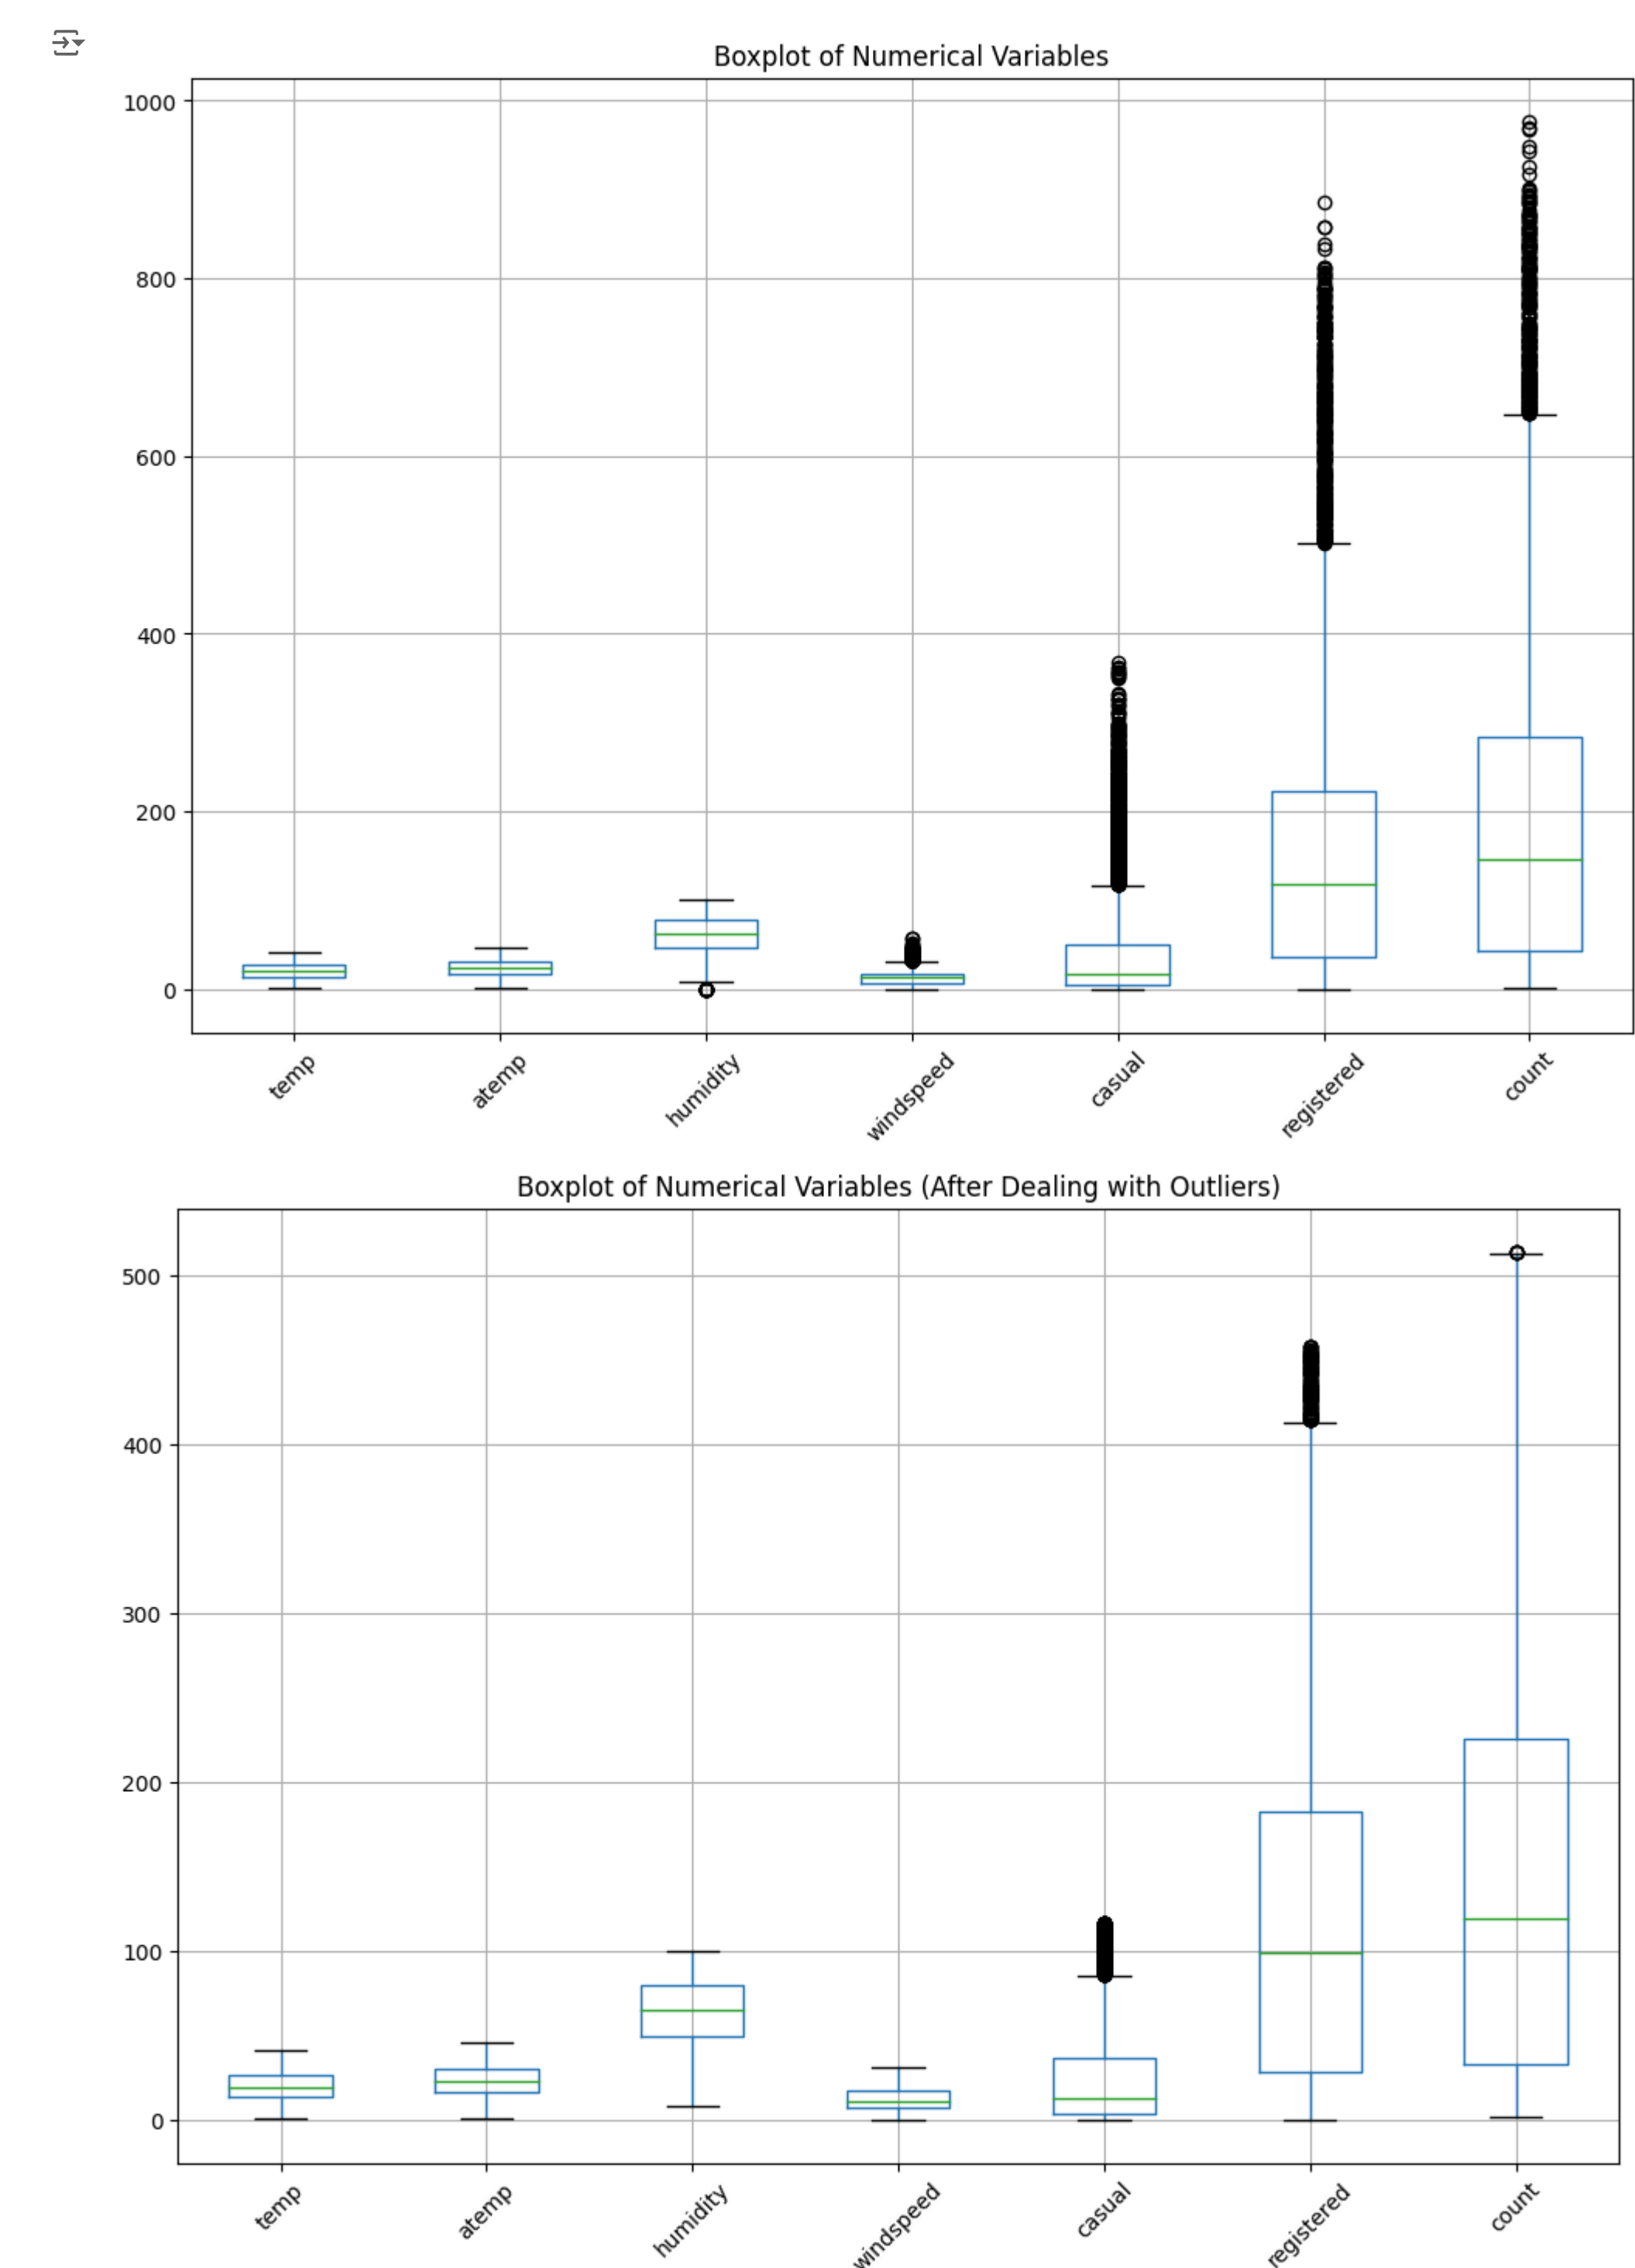 Boxplot of Numerical Variables
1000
800
600
400
200
0
temp
atemp
humidity
windspeed
casual
registered
count
Boxplot of Numerical Variables (After Dealing with Outliers)
500
400
300
200
100
0
temp
atemp
humidity
windspeed
casual
registered
count